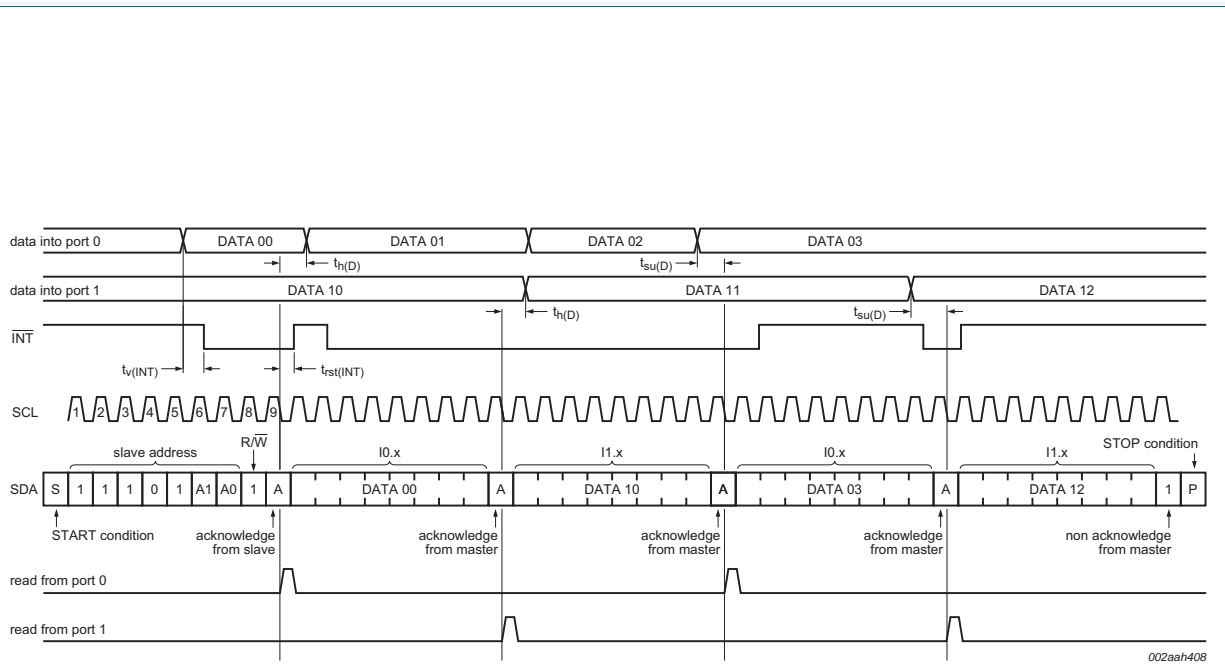 data into port 0 DATA 00 DATA 01 DATA 02 DATA 03
th(D) tsu(D)
data into port 1 DATA 10 DATA 11 DATA 12
th(D) tsu(D)
INT
tv(INT) trst(INT)
SCL 1 2 3 4 5 6 7 8 9
R/W STOP condition
slave address I0.x I1.x I0.x I1.x
SDA S 1 1 1 0 1 A1 A0 1 A DATA 00 A DATA 10 A DATA 03 A DATA 12 1 P
START condition acknowledge acknowledge acknowledge acknowledge non acknowledge
from slave from master from master from master from master
read from port 0
read from port 1
002aah408